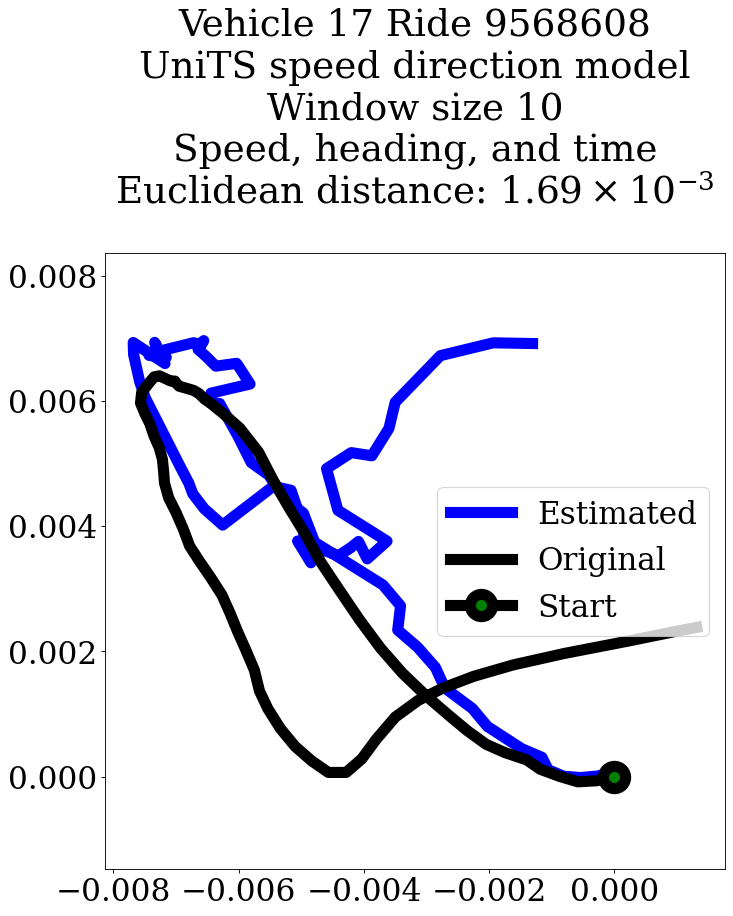 Vehicle 17 Ride 9568608
UniTS speed direction model
Window size 10
Speed, heading, and time
Euclidean distance: 1.69 × 10⁻³
0.008
0.006
0.004
0.002
0.000
Estimated
Original
Start
−0.008 −0.006 −0.004 −0.002 0.000